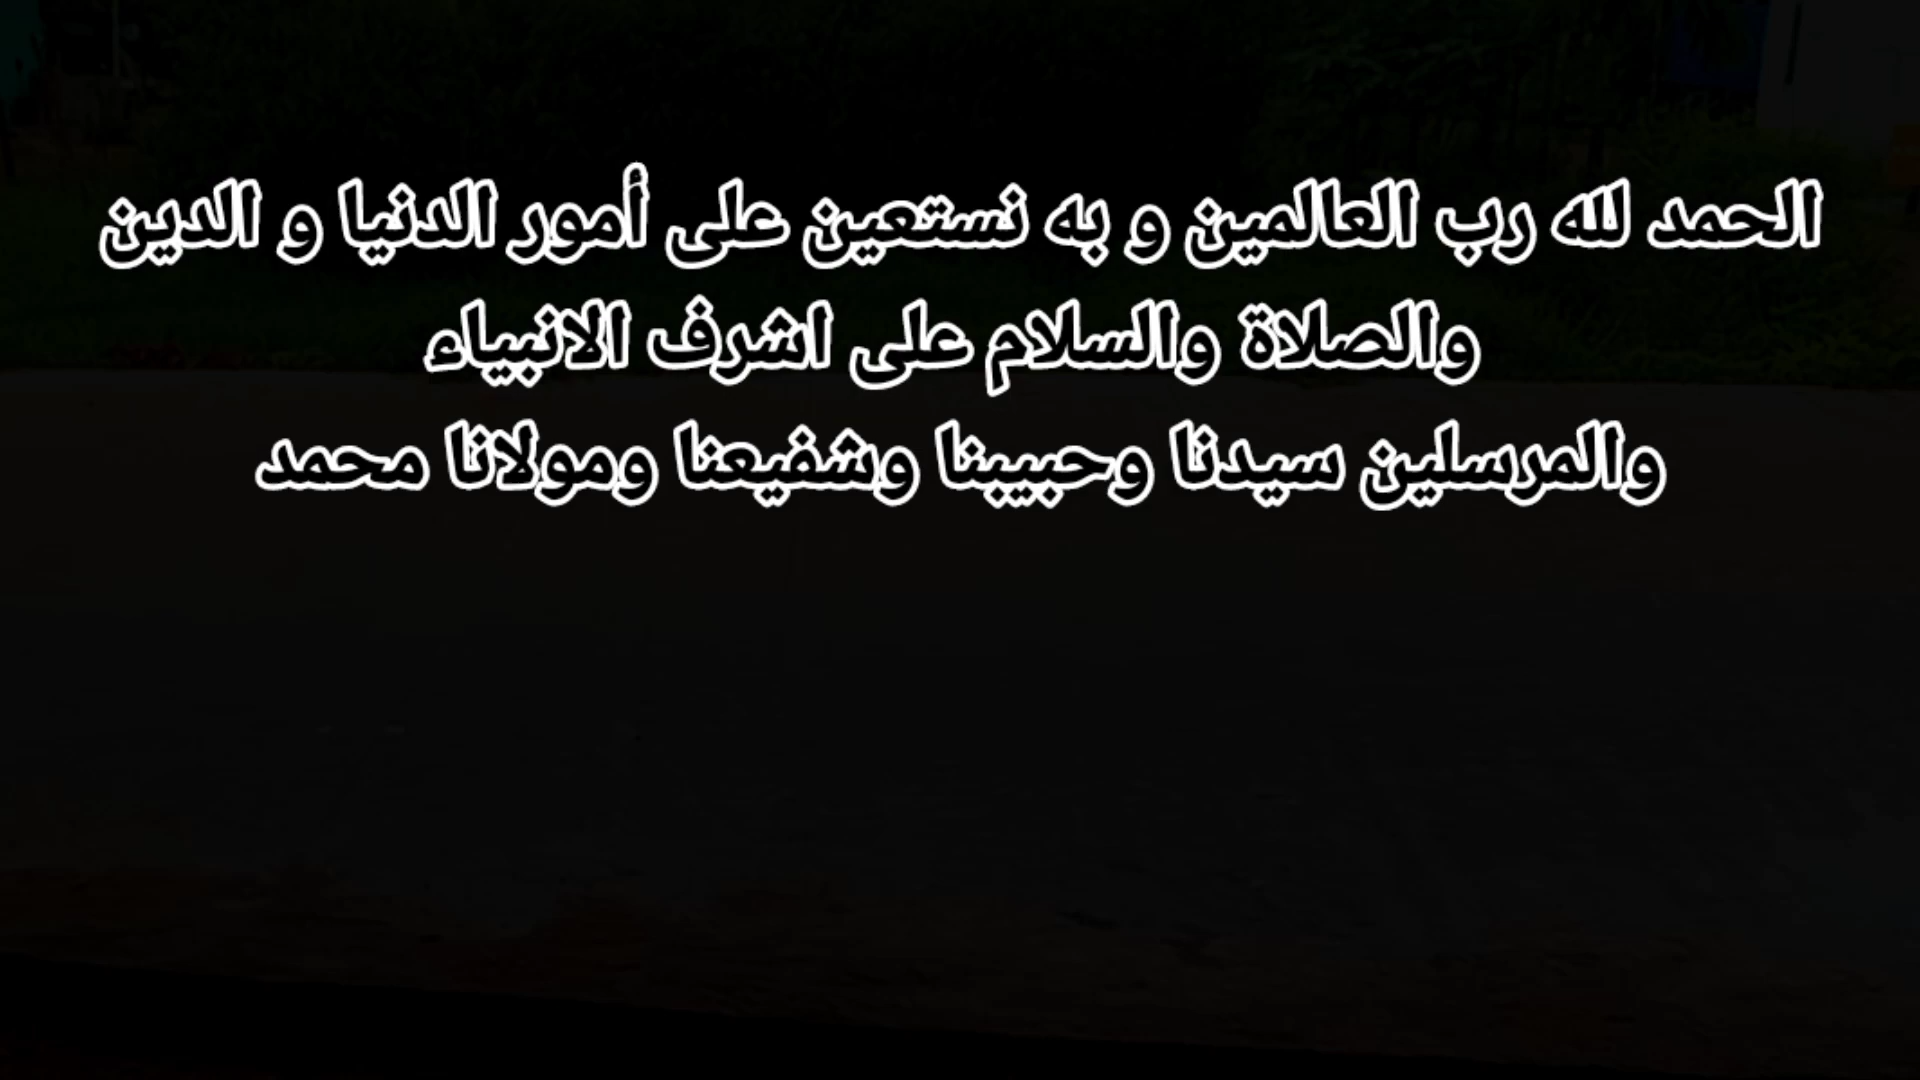 الحمد لله رب العالمين و به نستعين على أمور الدنيا و الدين
والصلاة والسلام على اشرف الانبياء
والمرسلين سيدنا وحبيبنا وشفيعنا ومولانا محمد